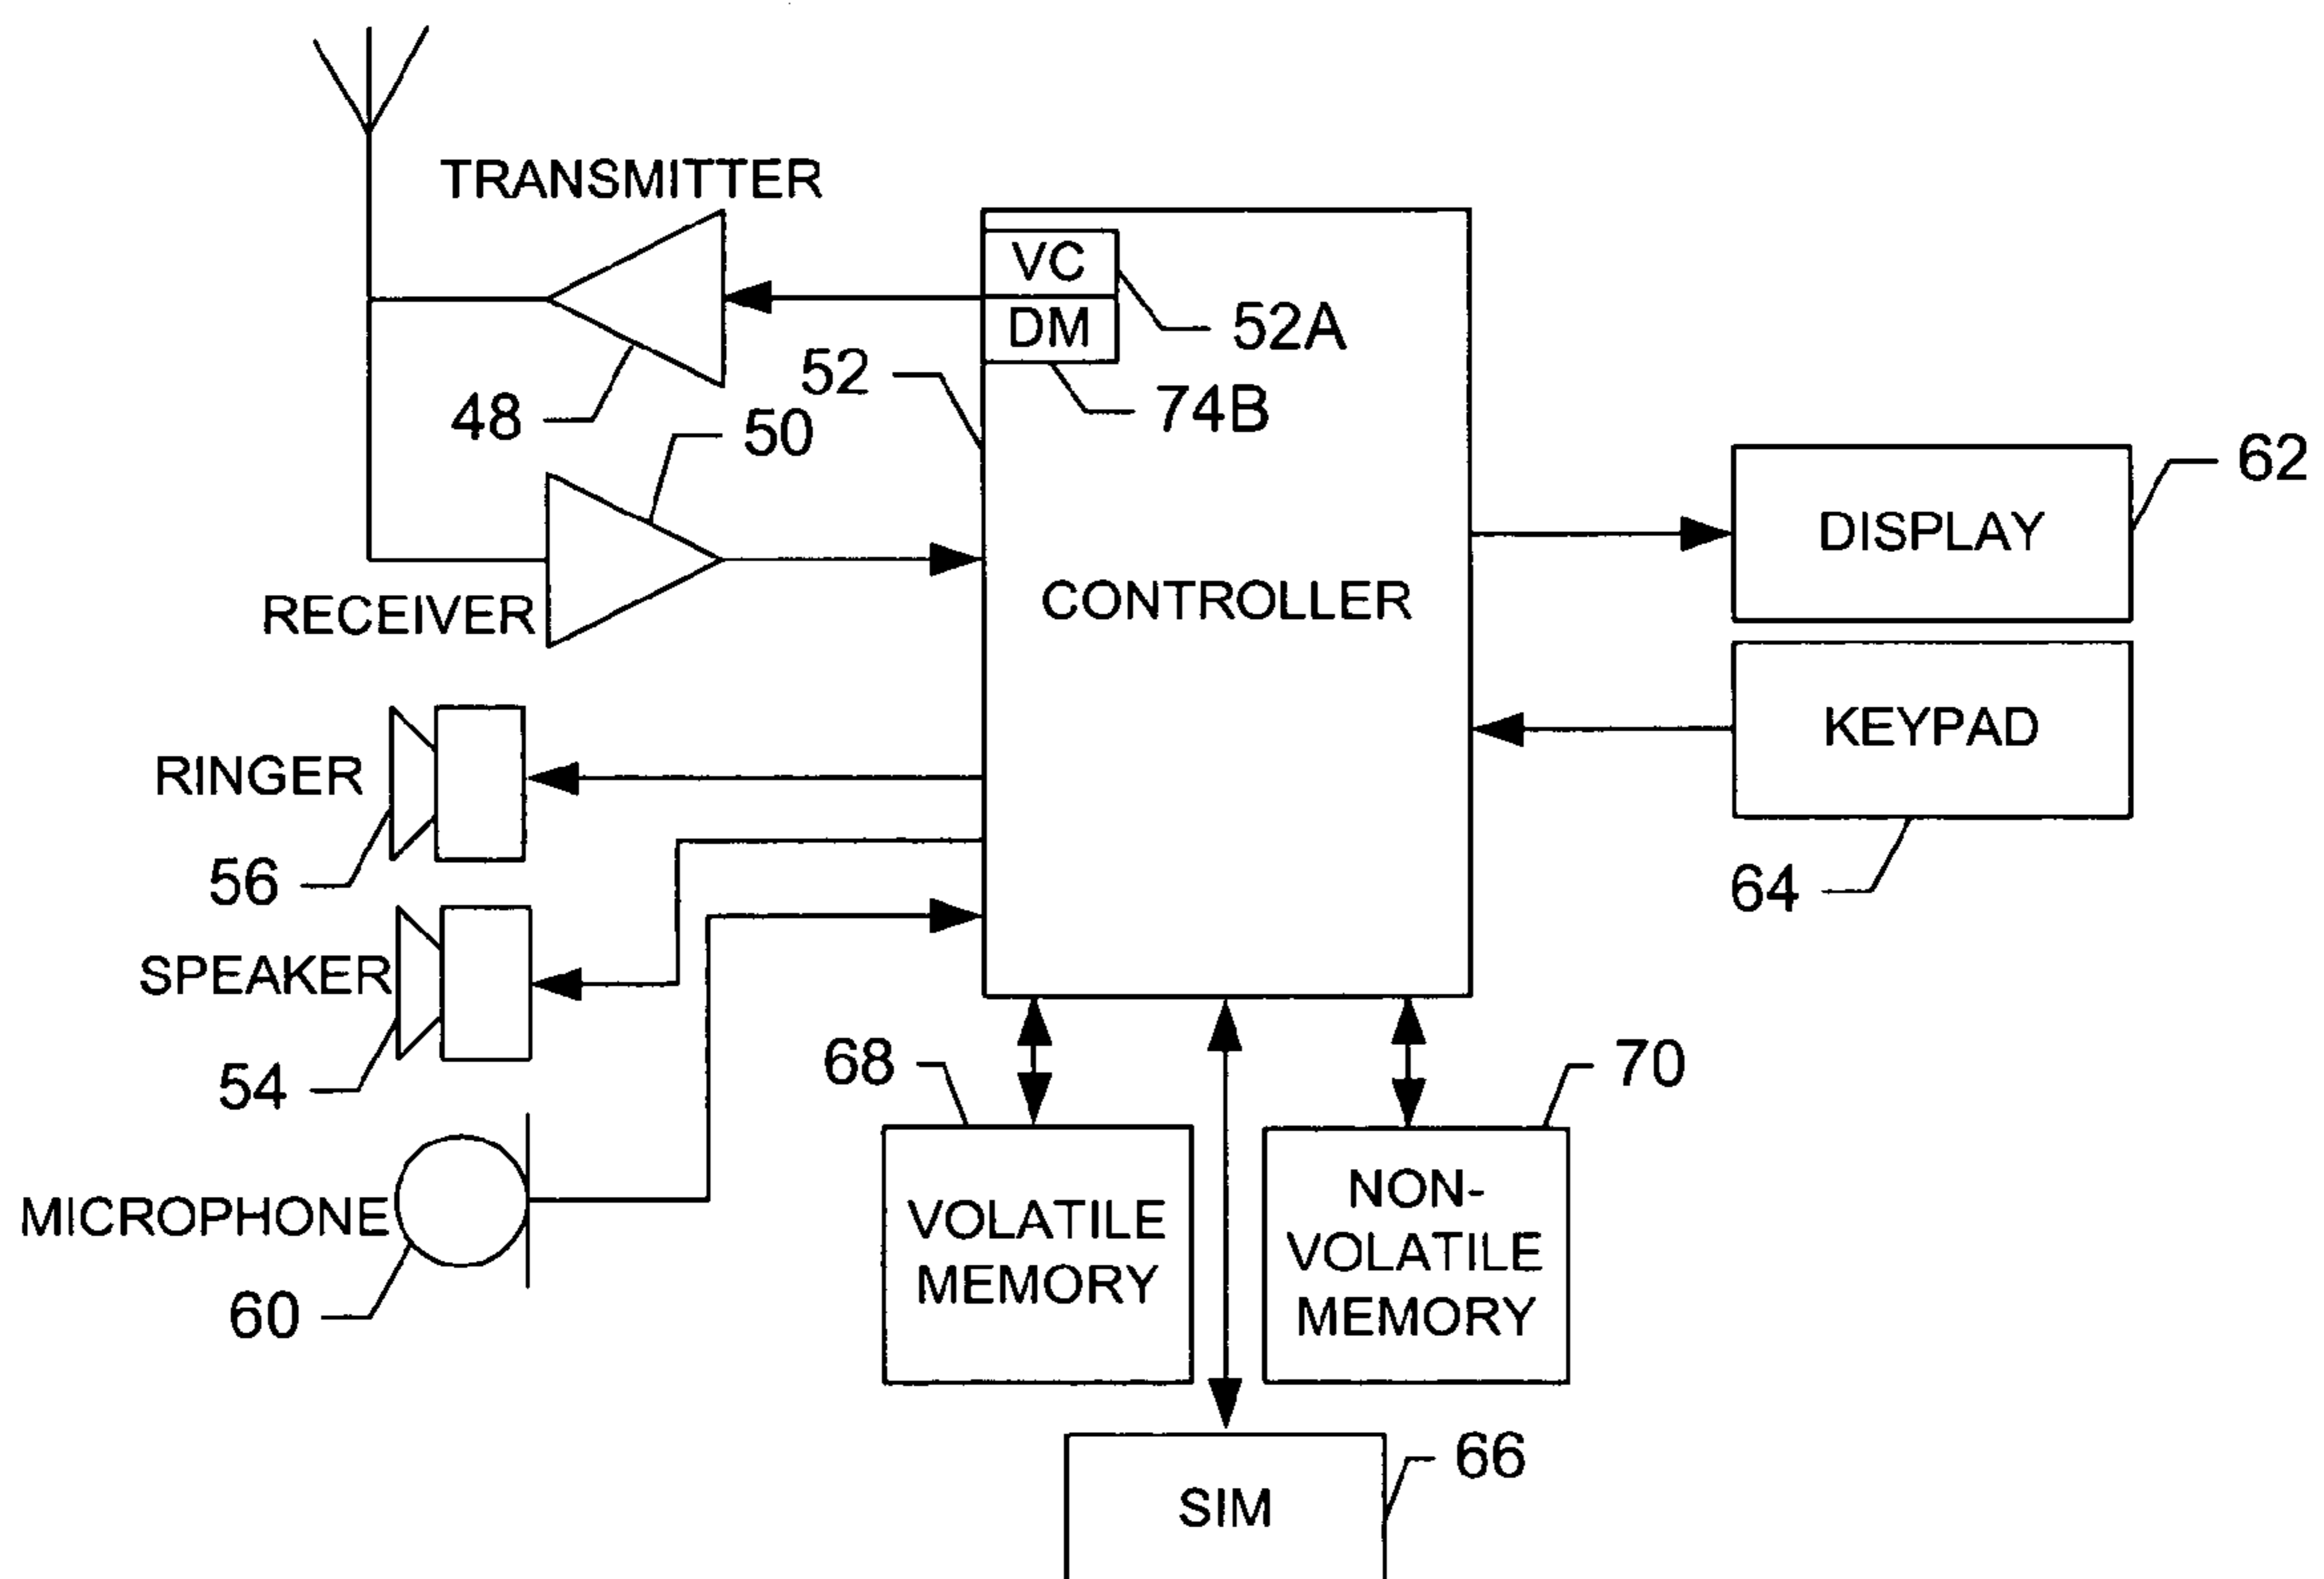 TRANSMITTER
VC
DM
52A
52
74B
48
50
62
DISPLAY
CONTROLLER
RECEIVER
KEYPAD
RINGER
56
64
SPEAKER
54
68
70
MICROPHONE
60
VOLATILE
MEMORY
NON-
VOLATILE
MEMORY
66
SIM